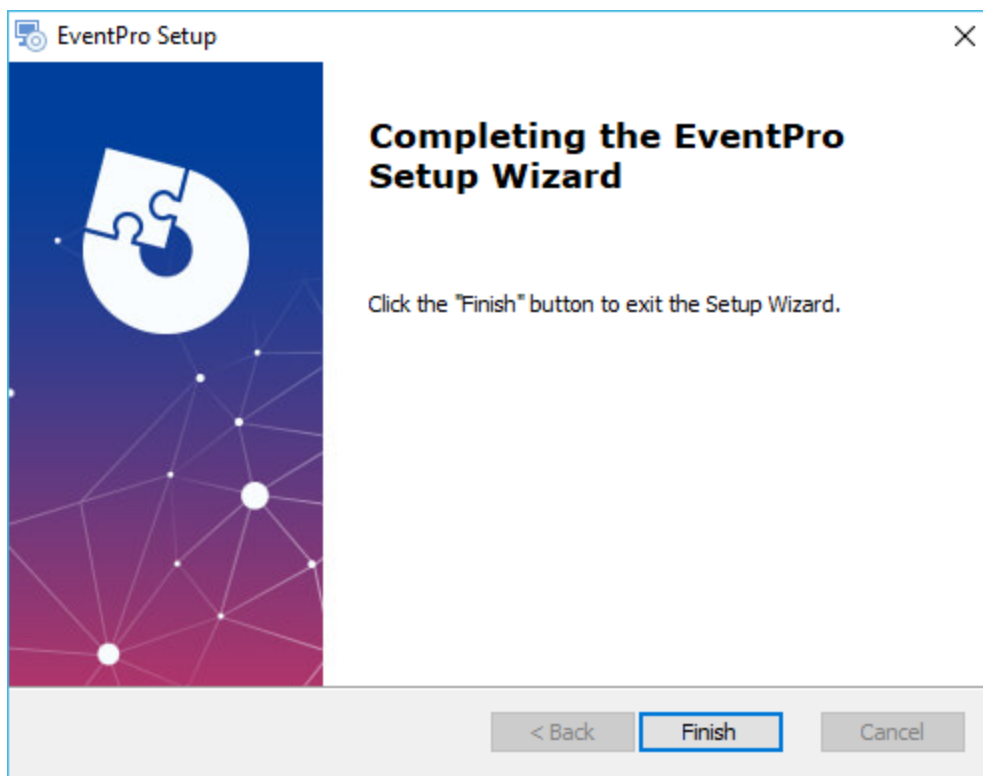 EventPro Setup
Completing the EventPro
Setup Wizard
Click the "Finish" button to exit the Setup Wizard.
< Back
Finish
Cancel